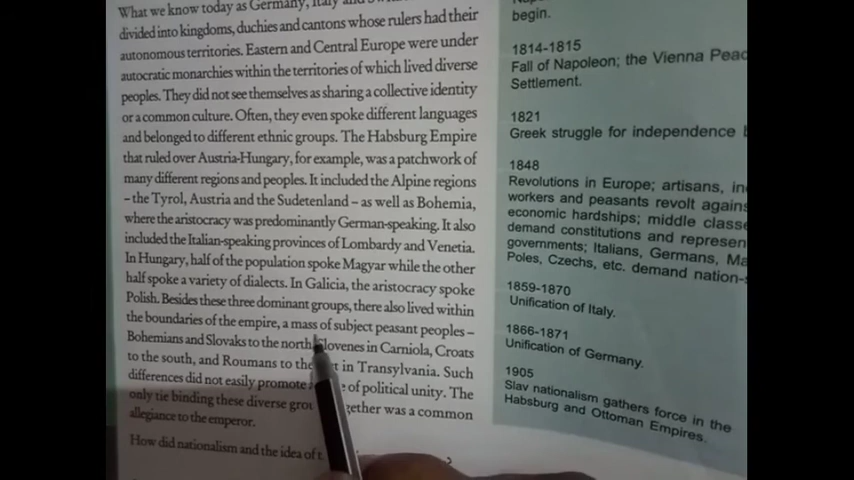 What we know today as Germany, Italy and
divided into kingdoms, duchies and cantons whose rulers had their
autonomous territories. Eastern and Central Europe were under
autocratic monarchies within the territories of which lived diverse
peoples. They did not see themselves as sharing a collective identity
or a common culture. Often, they even spoke different languages
and belonged to different ethnic groups. The Habsburg Empire
that ruled over Austria-Hungary, for example, was a patchwork of
many different regions and peoples. It included the Alpine regions
– the Tyrol, Austria and the Sudetenland – as well as Bohemia,
where the aristocracy was predominantly German-speaking. It also
included the Italian-speaking provinces of Lombardy and Venetia.
In Hungary, half of the population spoke Magyar while the other
half spoke a variety of dialects. In Galicia, the aristocracy spoke
Polish. Besides these three dominant groups, there also lived within
the boundaries of the empire, a mass of subject peasant peoples –
Bohemians and Slovaks to the north, Slovenes in Carniola, Croats
to the south, and Roumans to the in Transylvania. Such
differences did not easily promote of political unity. The
only tie binding these diverse was a common
allegiance to the emperor.
How did nationalism and the idea of
begin.
1814-1815
Fall of Napoleon; the Vienna
Settlement.
1821
Greek struggle for independence
1848
Revolutions in Europe; artisans,
workers and peasants revolt
economic hardships; middle
demand constitutions and
governments; Italians, Germans,
Poles, Czechs, etc. demand
1859-1870
Unification of Italy.
1866-1871
Unification of Germany.
1905
Slav nationalism gathers force in the
Habsburg and Ottoman Empires.